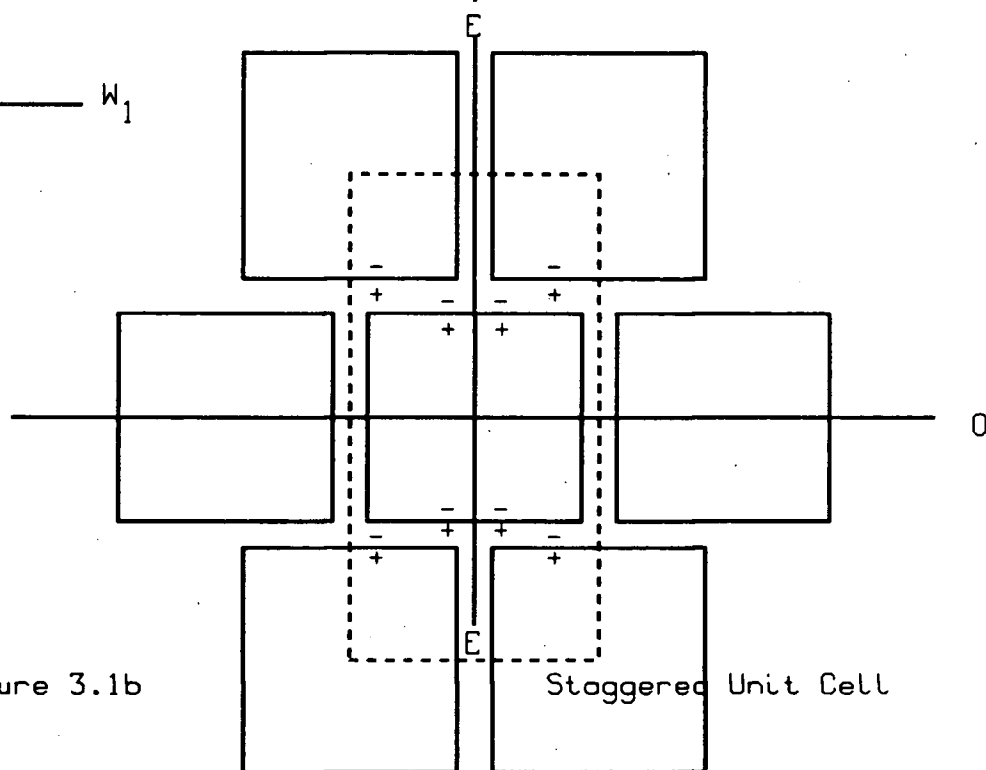 E
W1
- -
+ - - +
+ +
O
- -
- + + -
+ +
E
ure 3.1b Staggered Unit Cell